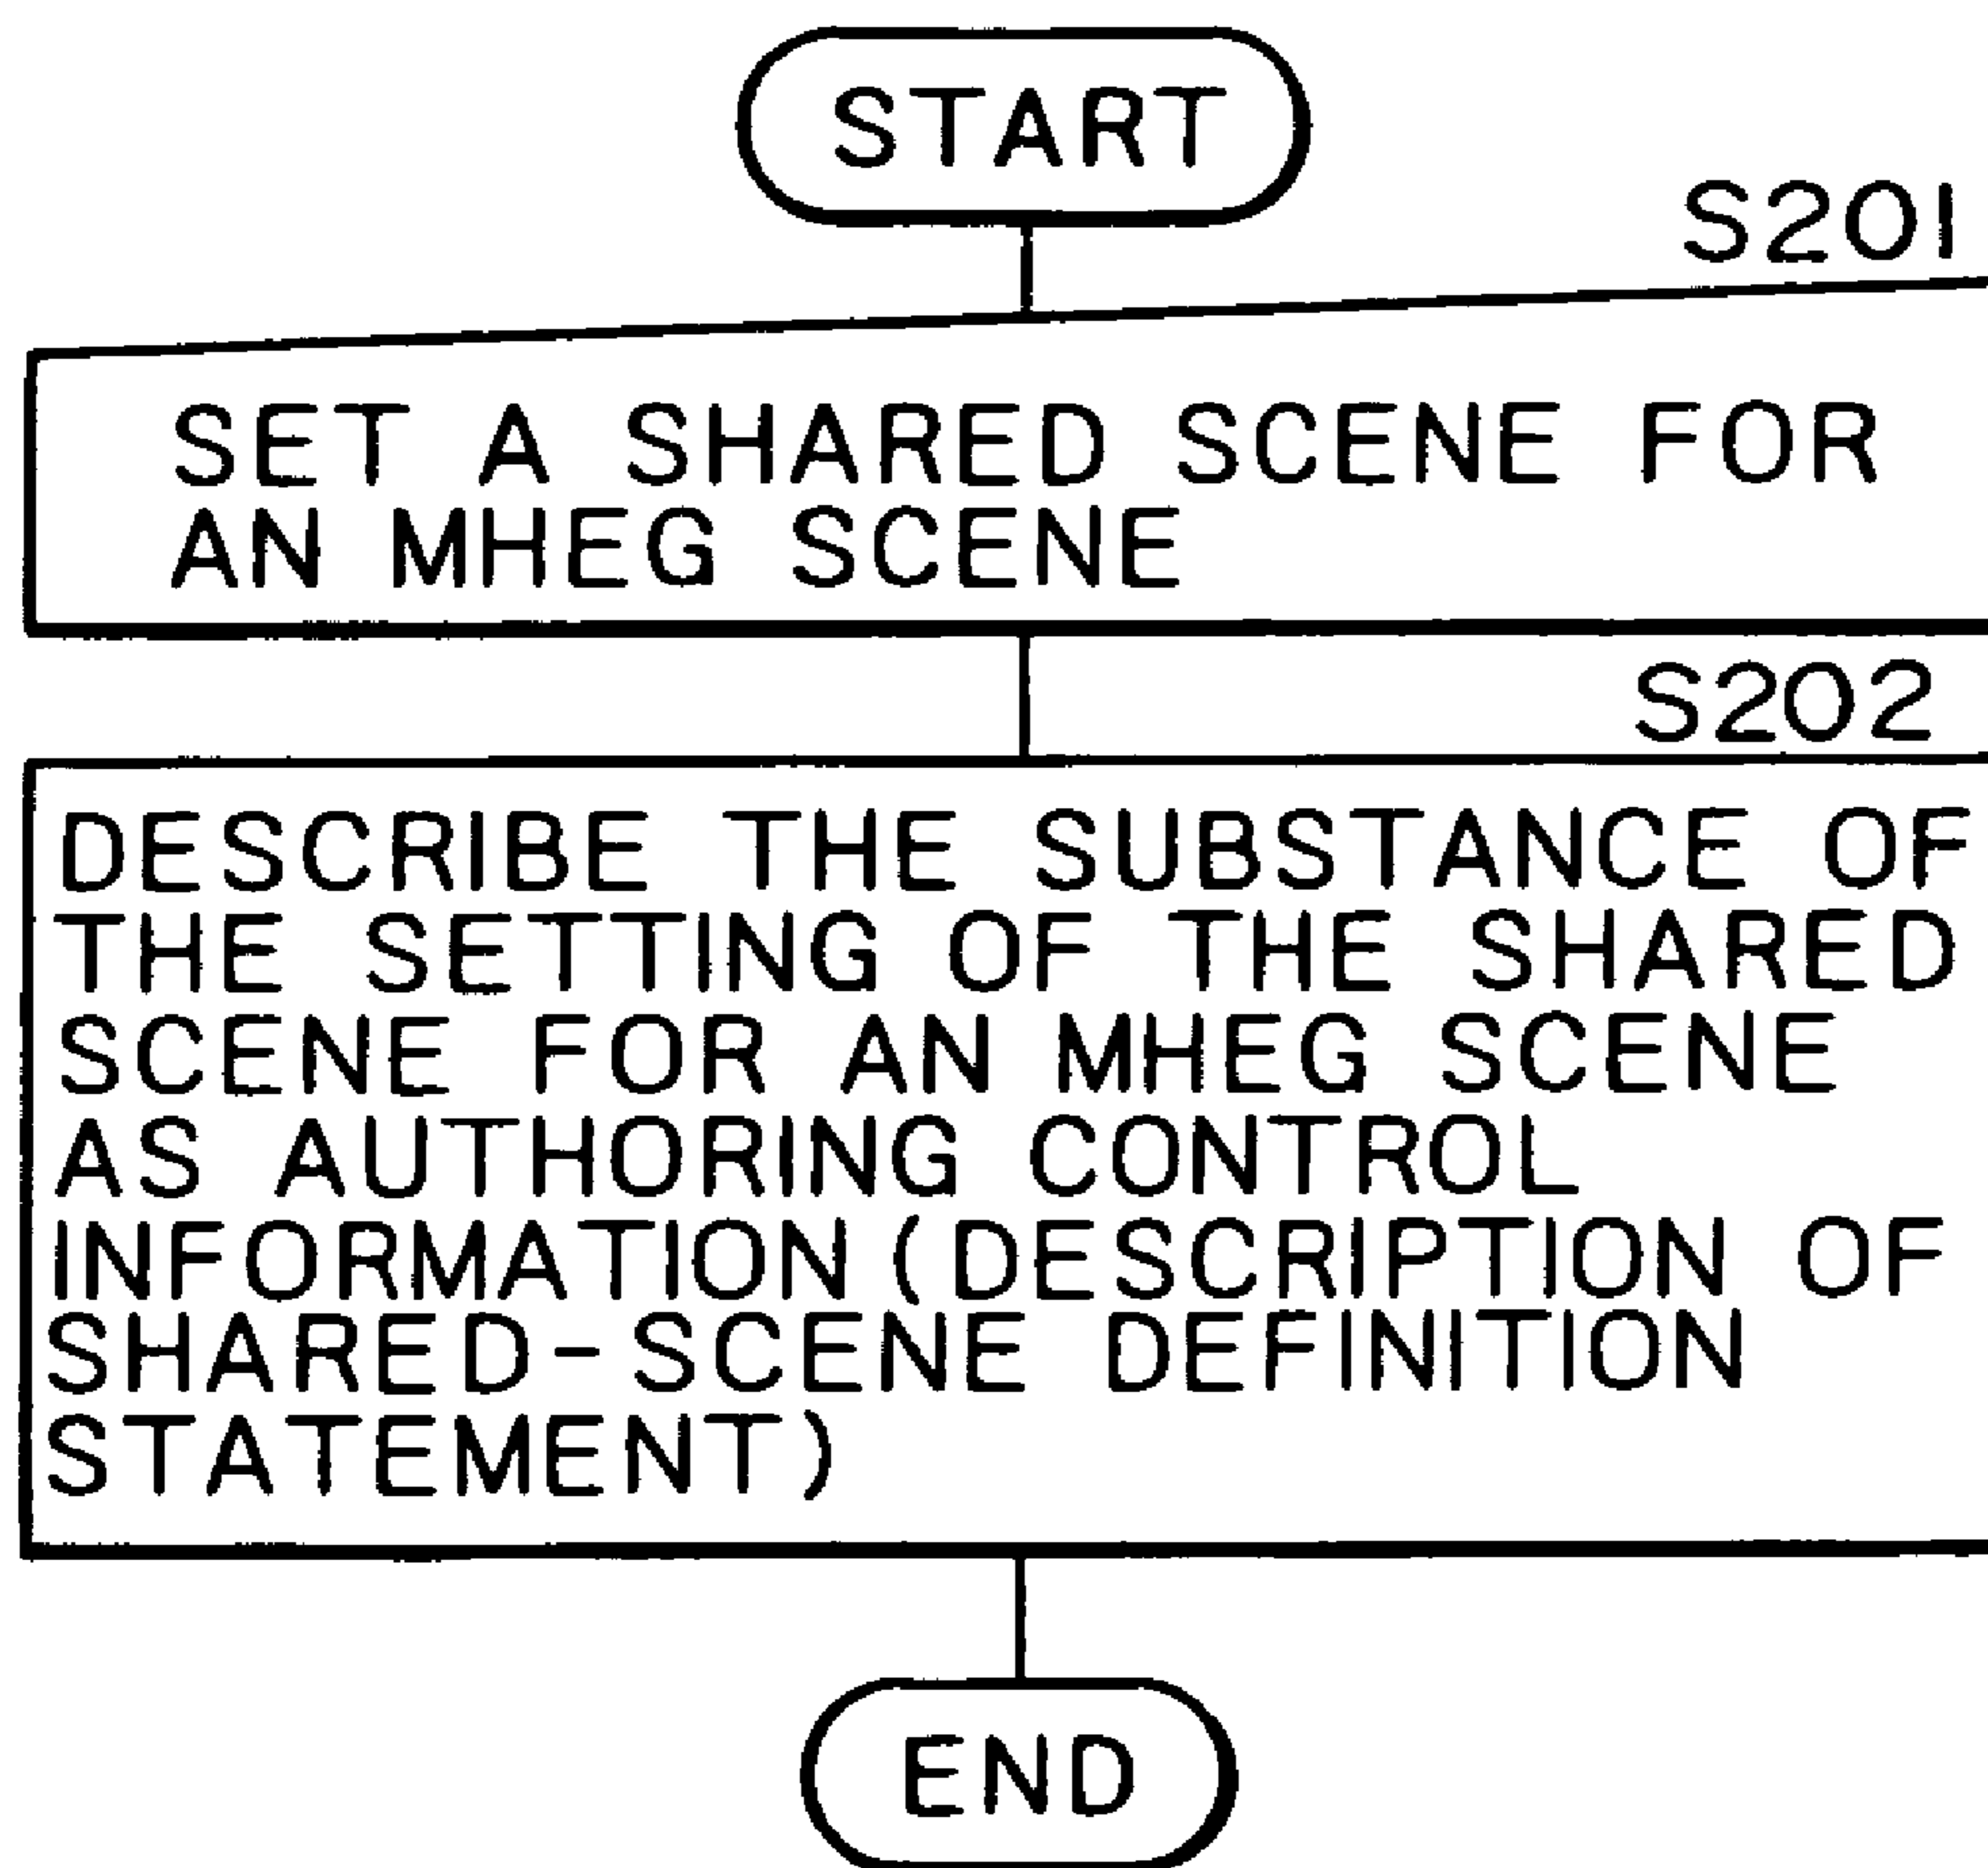 START
S201
SET A SHARED SCENE FOR
AN MHEG SCENE
S202
DESCRIBE THE SUBSTANCE OF
THE SETTING OF THE SHARED
SCENE FOR AN MHEG SCENE
AS AUTHORING CONTROL
INFORMATION (DESCRIPTION OF
SHARED-SCENE DEFINITION
STATEMENT)
END